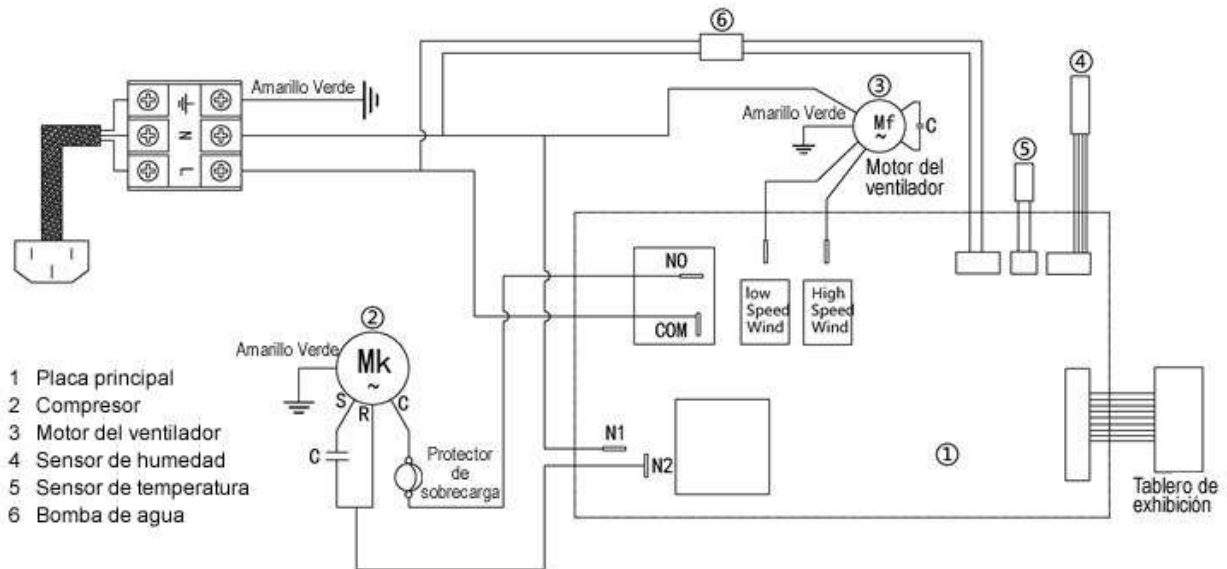 ⑥
④
Amarillo Verde
③
Amarillo Verde
Mf
~
C
⑤
N
L
Motor del
ventilador
NO
low
Speed
Wind
High
Speed
Wind
COM
②
Amarillo Verde
Mk
~
S
R
C
C
Protector
de
sobrecarga
N1
N2
①
Tablero de
exhibición
1 Placa principal
2 Compresor
3 Motor del ventilador
4 Sensor de humedad
5 Sensor de temperatura
6 Bomba de agua